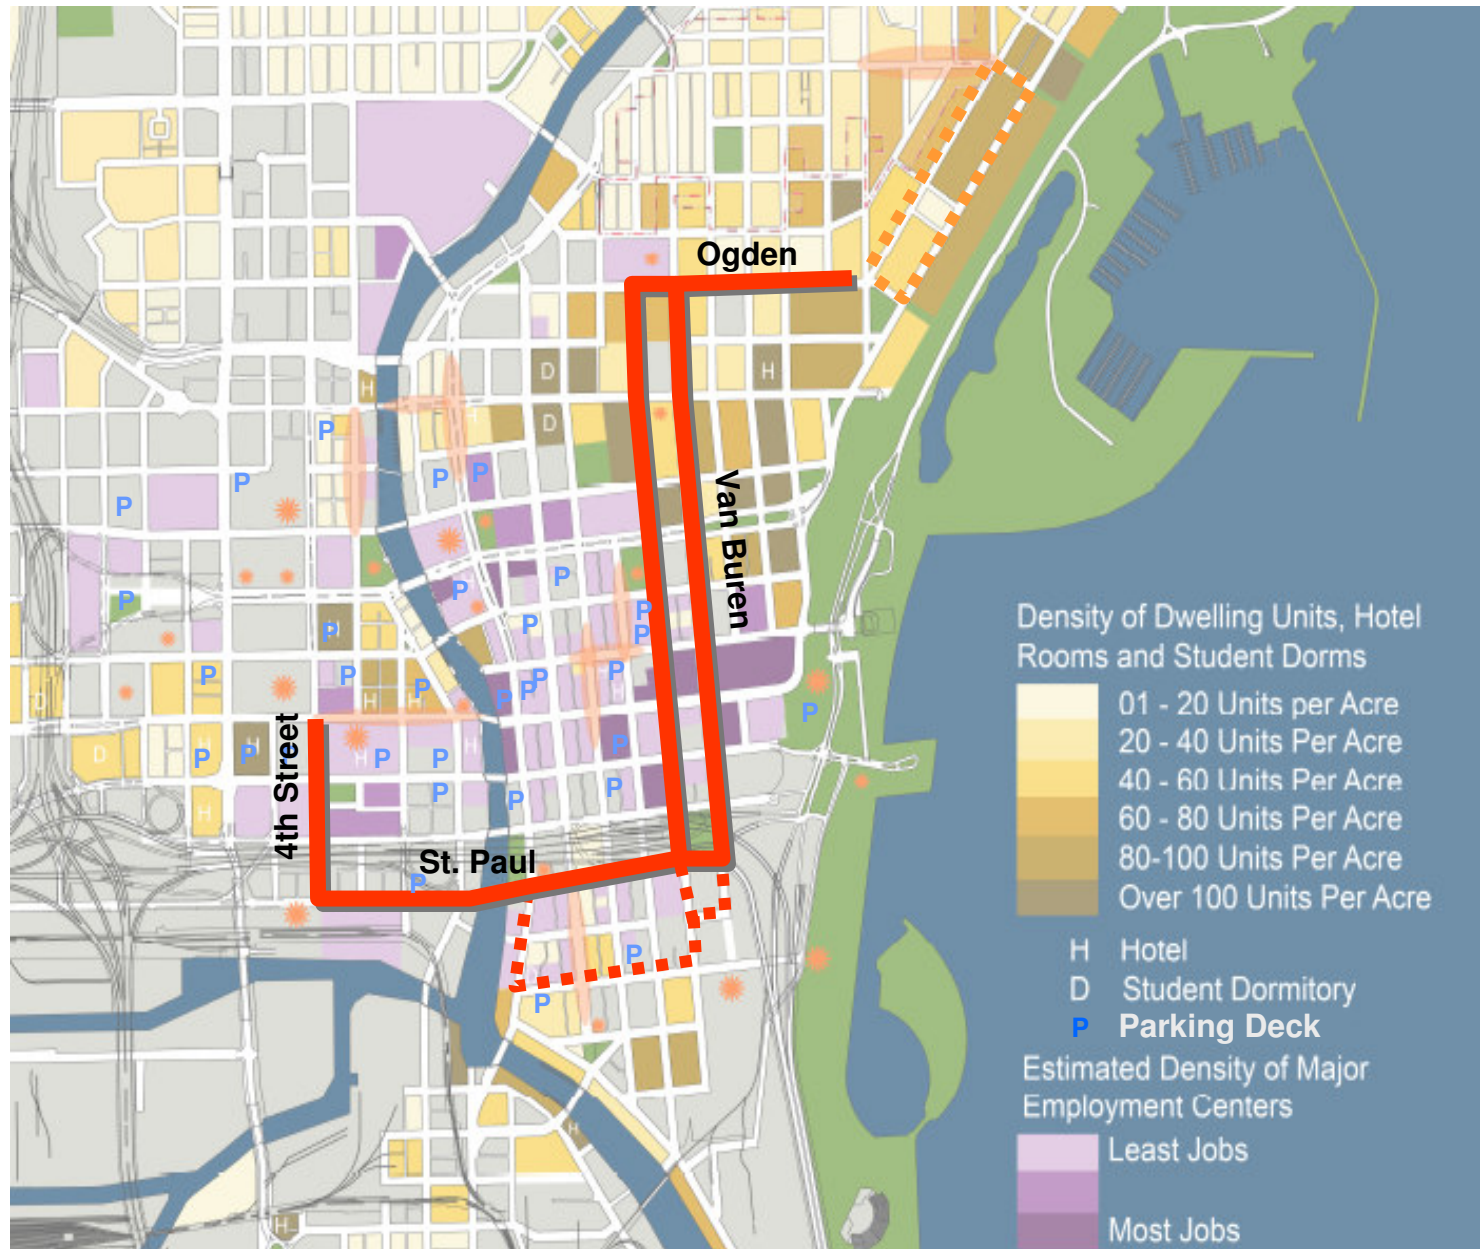 Ogden
Van Buren
4th Street
St. Paul
H
D
H
H
D
P
P
P
P
P
P
P
P
P
P
P
P
P
H
P
P
P
P
P
P
P
P
H
D
H
H
P
D
H
P
H
P
H
P
P
H
P
H
P
P
P
P
P
P
P
H
H
Density of Dwelling Units, Hotel
Rooms and Student Dorms
01 - 20 Units per Acre
20 - 40 Units Per Acre
40 - 60 Units Per Acre
60 - 80 Units Per Acre
80-100 Units Per Acre
Over 100 Units Per Acre
H Hotel
D Student Dormitory
P Parking Deck
Estimated Density of Major
Employment Centers
Least Jobs
Most Jobs